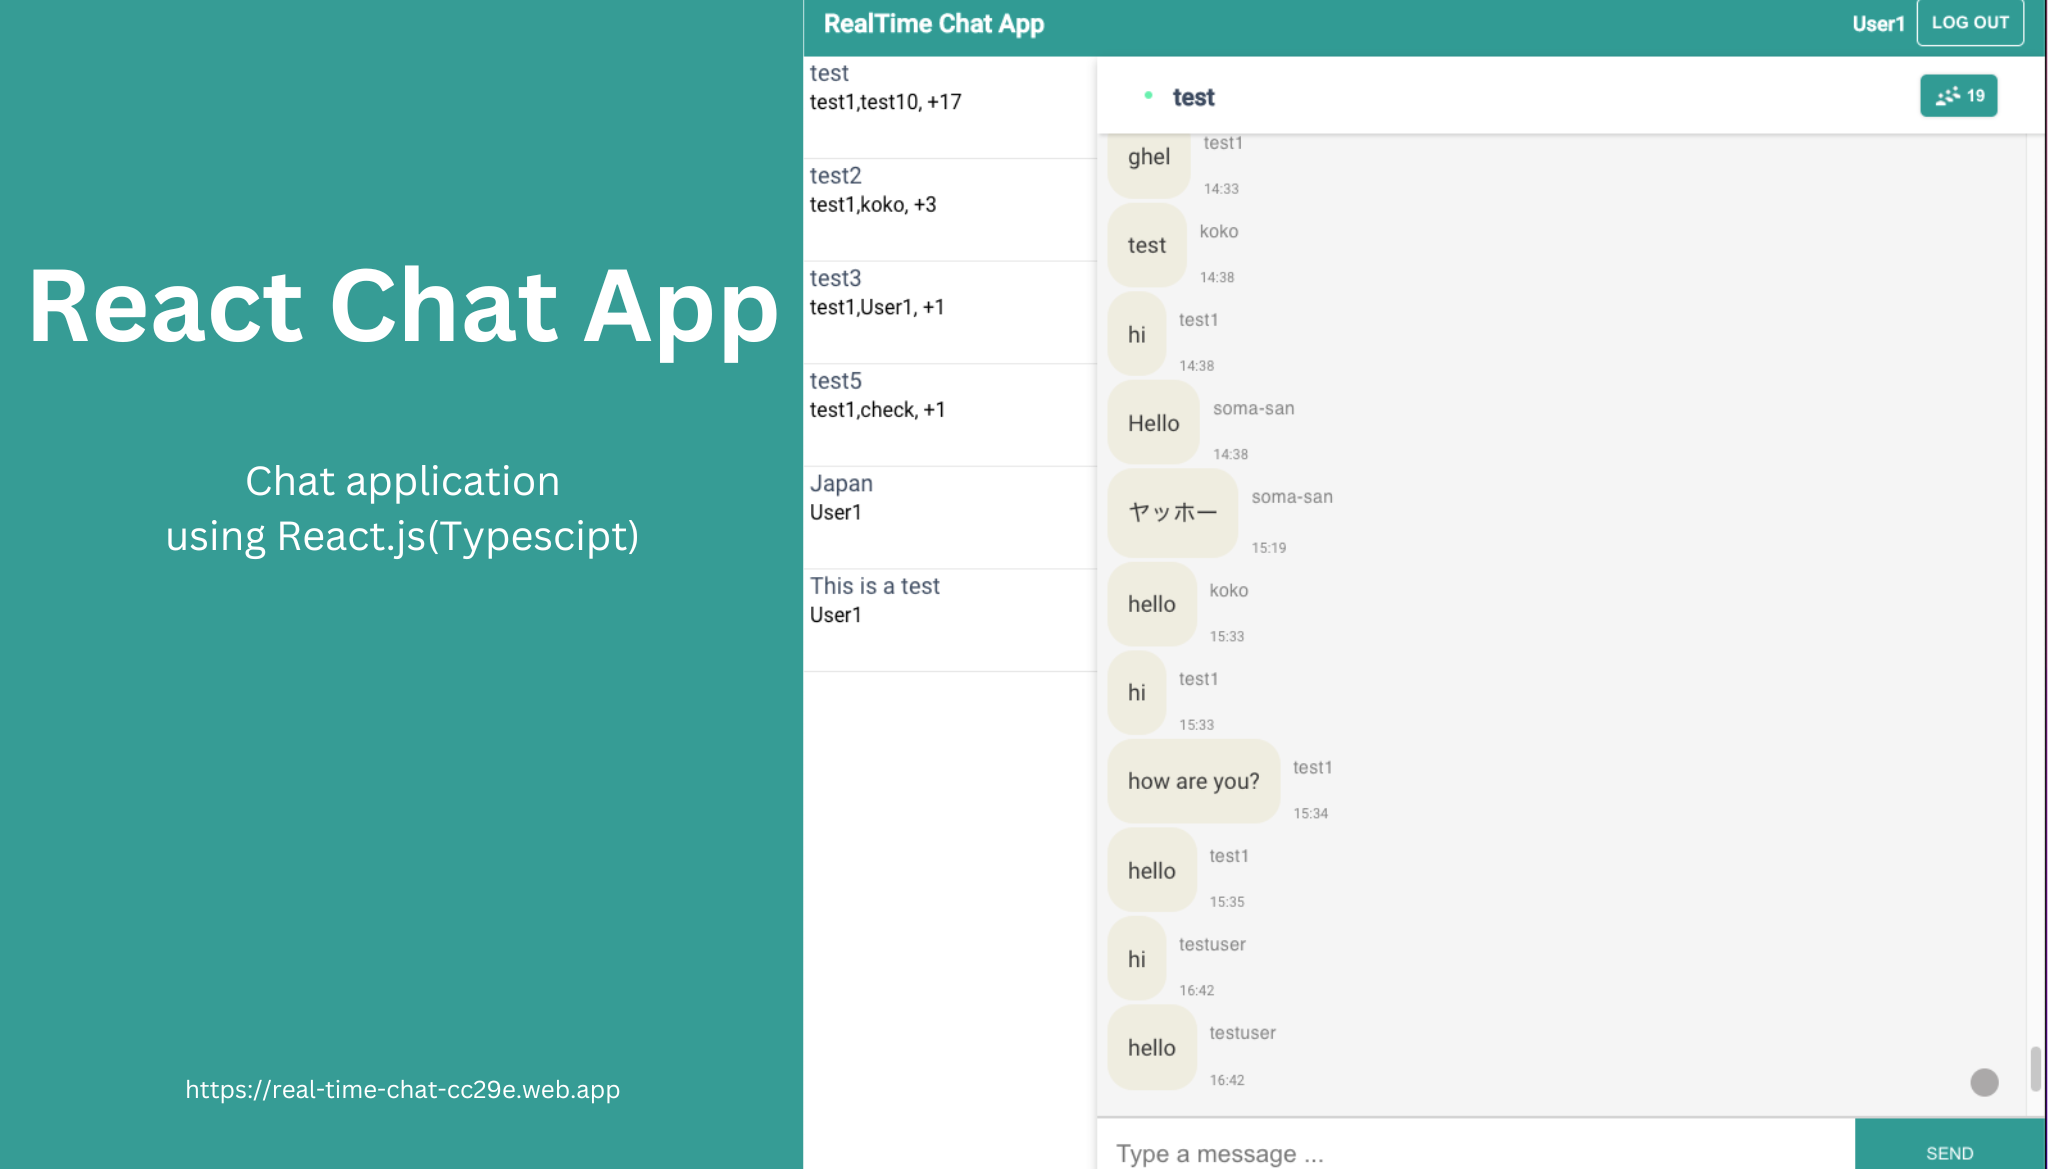 React Chat App
Chat application
using React.js(Typescipt)
https://real-time-chat-cc29e.web.app
RealTime Chat App
User1
LOG OUT
test
test1,test10, +17
test2
test1,koko, +3
test3
test1,User1, +1
test5
test1,check, +1
Japan
User1
This is a test
User1
test
19
ghel
test1
14:33
test
koko
14:38
hi
test1
14:38
Hello
soma-san
14:38
ヤッホー
soma-san
15:19
hello
koko
15:33
hi
test1
15:33
how are you?
test1
15:34
hello
test1
15:35
hi
testuser
16:42
hello
testuser
16:42
Type a message ...
SEND